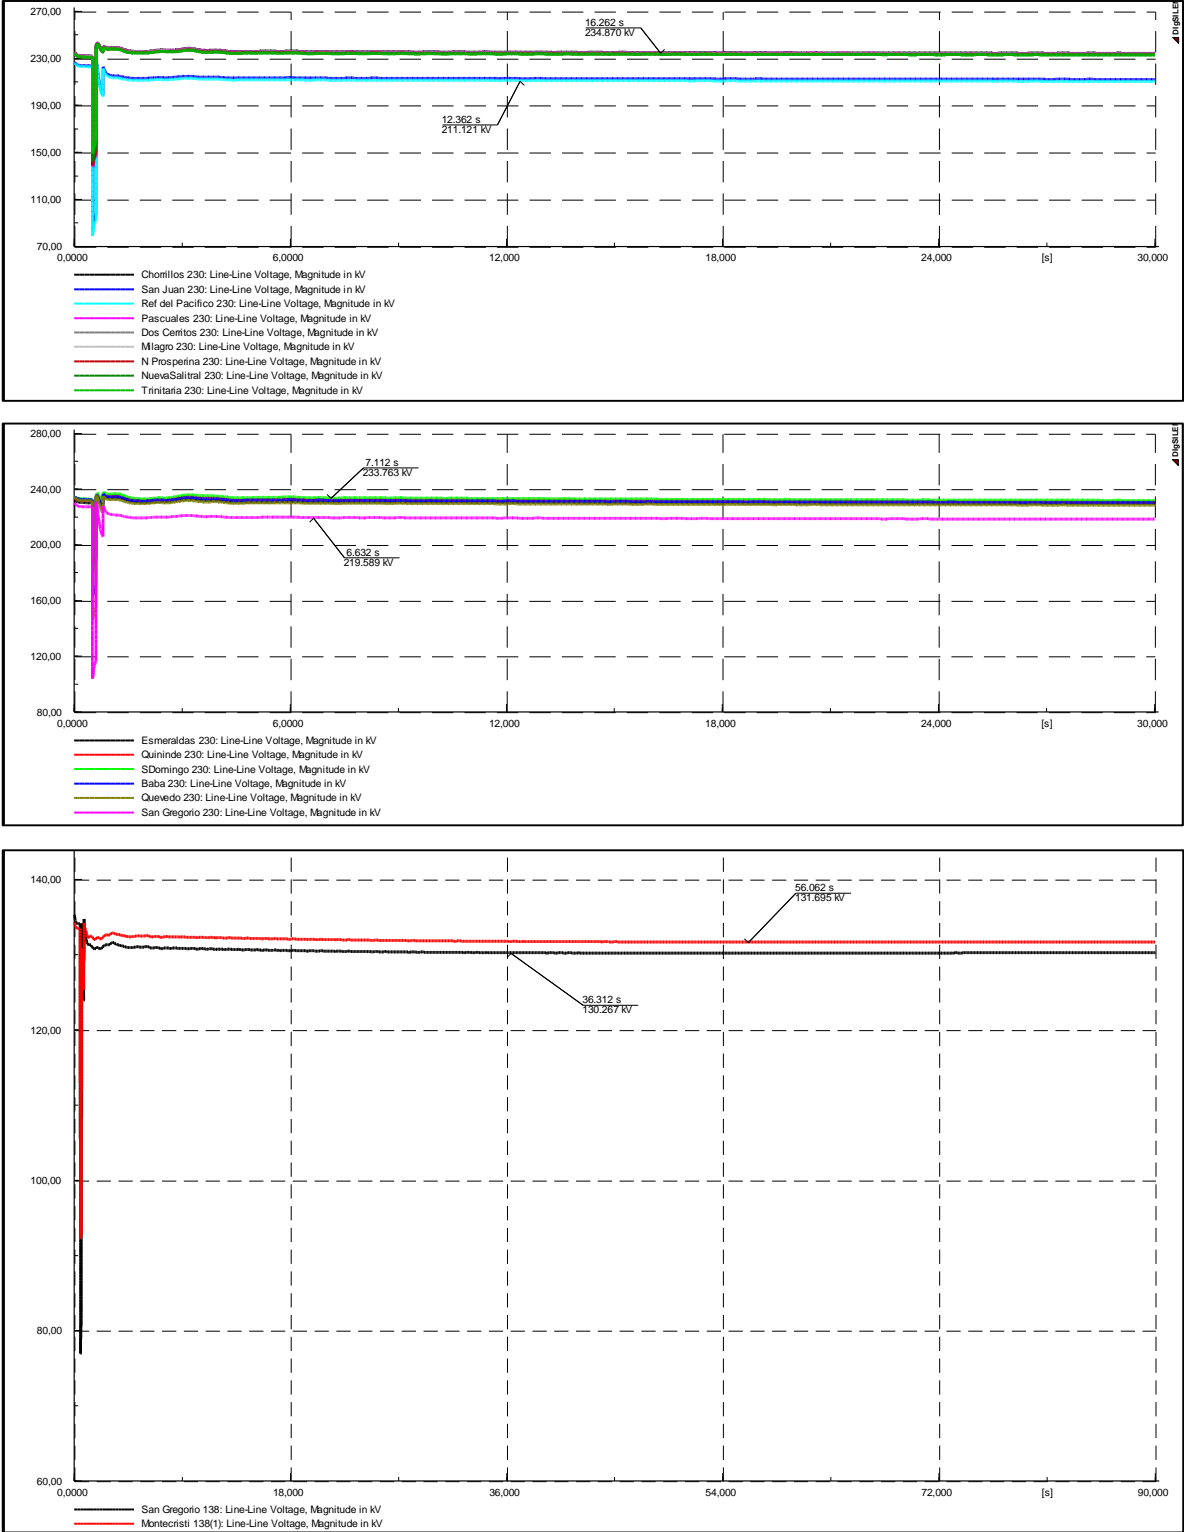 270,00
DIgSILENT
16.262 s
234.870 kV
230,00
190,00
12.362 s
211.121 kV
150,00
110,00
70,00
0,0000 6,0000 12,000 18,000 24,000 [s] 30,000
Chorrillos 230: Line-Line Voltage, Magnitude in kV
San Juan 230: Line-Line Voltage, Magnitude in kV
Ref del Pacifico 230: Line-Line Voltage, Magnitude in kV
Pascuales 230: Line-Line Voltage, Magnitude in kV
Dos Cerritos 230: Line-Line Voltage, Magnitude in kV
Milagro 230: Line-Line Voltage, Magnitude in kV
N Prosperina 230: Line-Line Voltage, Magnitude in kV
NuevaSalitral 230: Line-Line Voltage, Magnitude in kV
Trinitaria 230: Line-Line Voltage, Magnitude in kV
280,00
DIgSILENT
7.112 s
233.763 kV
240,00
6.632 s
219.589 kV
200,00
160,00
120,00
80,00
0,0000 6,0000 12,000 18,000 24,000 [s] 30,000
Esmeraldas 230: Line-Line Voltage, Magnitude in kV
Quininde 230: Line-Line Voltage, Magnitude in kV
SDomingo 230: Line-Line Voltage, Magnitude in kV
Baba 230: Line-Line Voltage, Magnitude in kV
Quevedo 230: Line-Line Voltage, Magnitude in kV
San Gregorio 230: Line-Line Voltage, Magnitude in kV
140,00
56.062 s
131.695 kV
36.312 s
130.267 kV
120,00
100,00
80,00
60,00
0,0000 18,000 36,000 54,000 72,000 [s] 90,000
San Gregorio 138: Line-Line Voltage, Magnitude in kV
Montecristi 138(1): Line-Line Voltage, Magnitude in kV